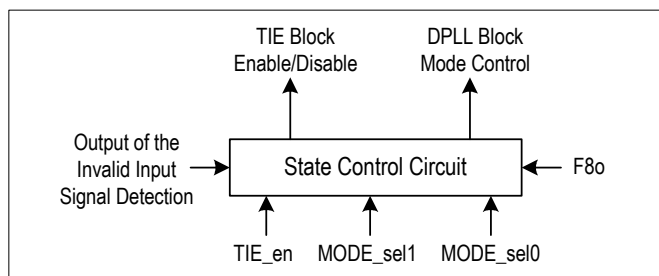 TIE Block
Enable/Disable
DPLL Block
Mode Control
Output of the
Invalid Input
Signal Detection
State Control Circuit
F8o
TIE_en
MODE_sel1
MODE_sel0